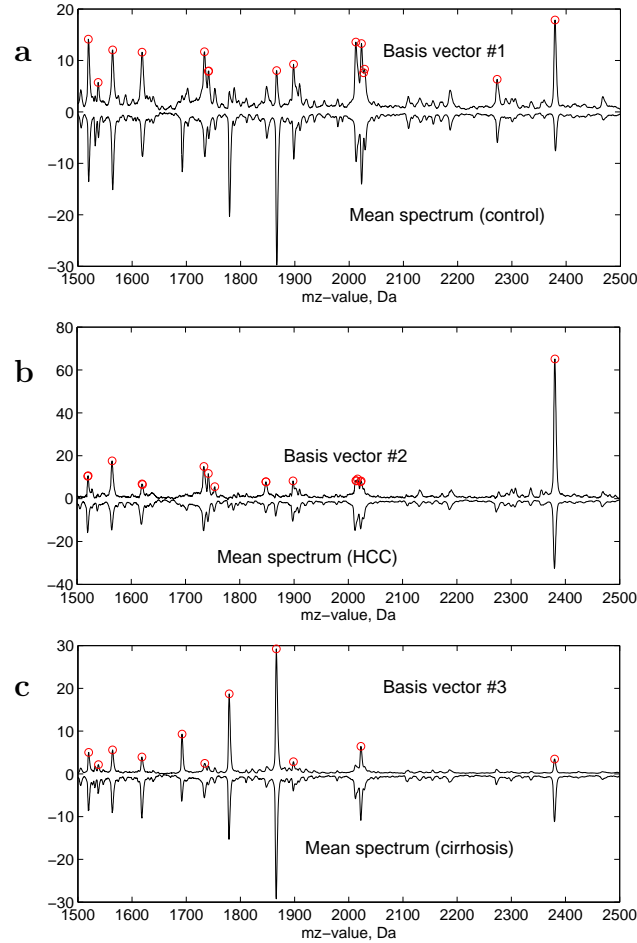 a
20
10
0
−10
−20
−30
Basis vector #1
Mean spectrum (control)
1500 1600 1700 1800 1900 2000 2100 2200 2300 2400 2500
mz−value, Da
b
80
60
40
20
0
−20
−40
Basis vector #2
Mean spectrum (HCC)
1500 1600 1700 1800 1900 2000 2100 2200 2300 2400 2500
mz−value, Da
c
30
20
10
0
−10
−20
−30
Basis vector #3
Mean spectrum (cirrhosis)
1500 1600 1700 1800 1900 2000 2100 2200 2300 2400 2500
mz−value, Da